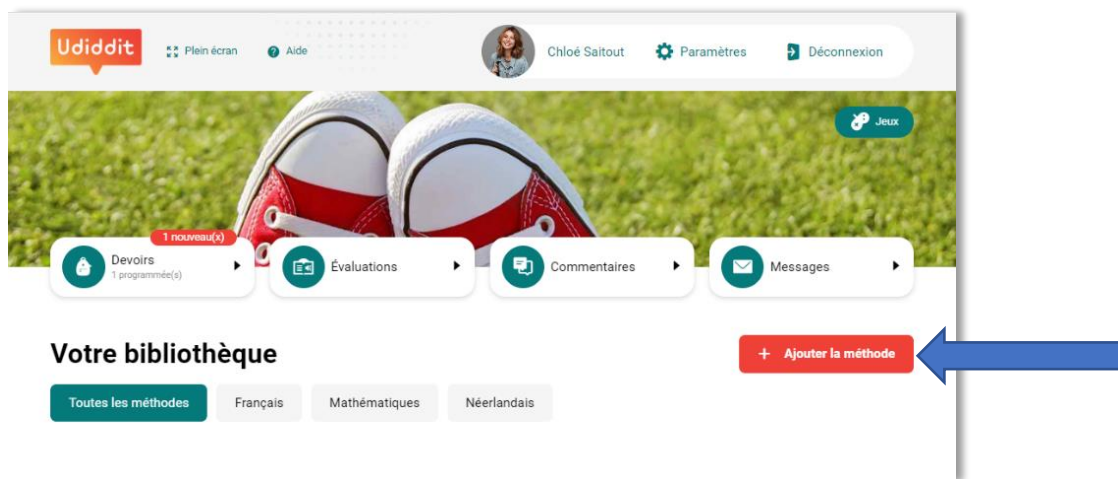 Udiddit
Plein écran
Aide
Chloé Saitout
Paramètres
Déconnexion
Jeux
1 nouveau(x)
Devoirs
1 programmée(s)
Évaluations
Commentaires
Messages
Votre bibliothèque
+ Ajouter la méthode
Toutes les méthodes
Français
Mathématiques
Néerlandais